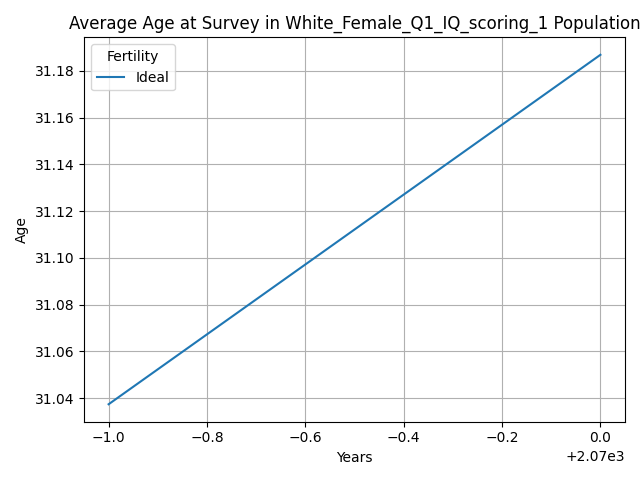 Average Age at Survey in White_Female_Q1_IQ_scoring_1 Population
Fertility
Ideal
Age
31.18
31.16
31.14
31.12
31.10
31.08
31.06
31.04
−1.0 −0.8 −0.6 −0.4 −0.2 0.0
Years
+2.07e3